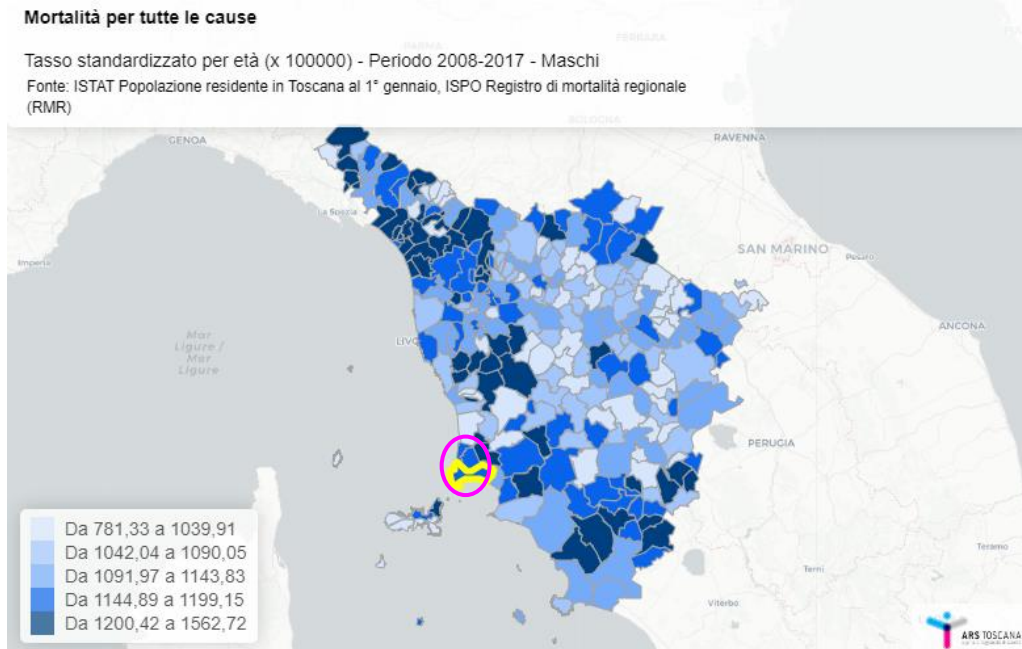 Mortalità per tutte le cause
Tasso standardizzato per età (x 100000) - Periodo 2008-2017 - Maschi
Fonte: ISTAT Popolazione residente in Toscana al 1° gennaio, ISPO Registro di mortalità regionale
(RMR)
PARMA
FERRARA
BOLOGNA
GENOA
RAVENNA
La Spezia
SAN MARINO
Imperia
Pesaro
ANCONA
Mar
Ligure /
Mar
Ligure
LIVO
PERUGIA
Da 781,33 a 1039,91
Da 1042,04 a 1090,05
Da 1091,97 a 1143,83
Da 1144,89 a 1199,15
Da 1200,42 a 1562,72
Teramo
Terni
Viterbo
ARS TOSCANA